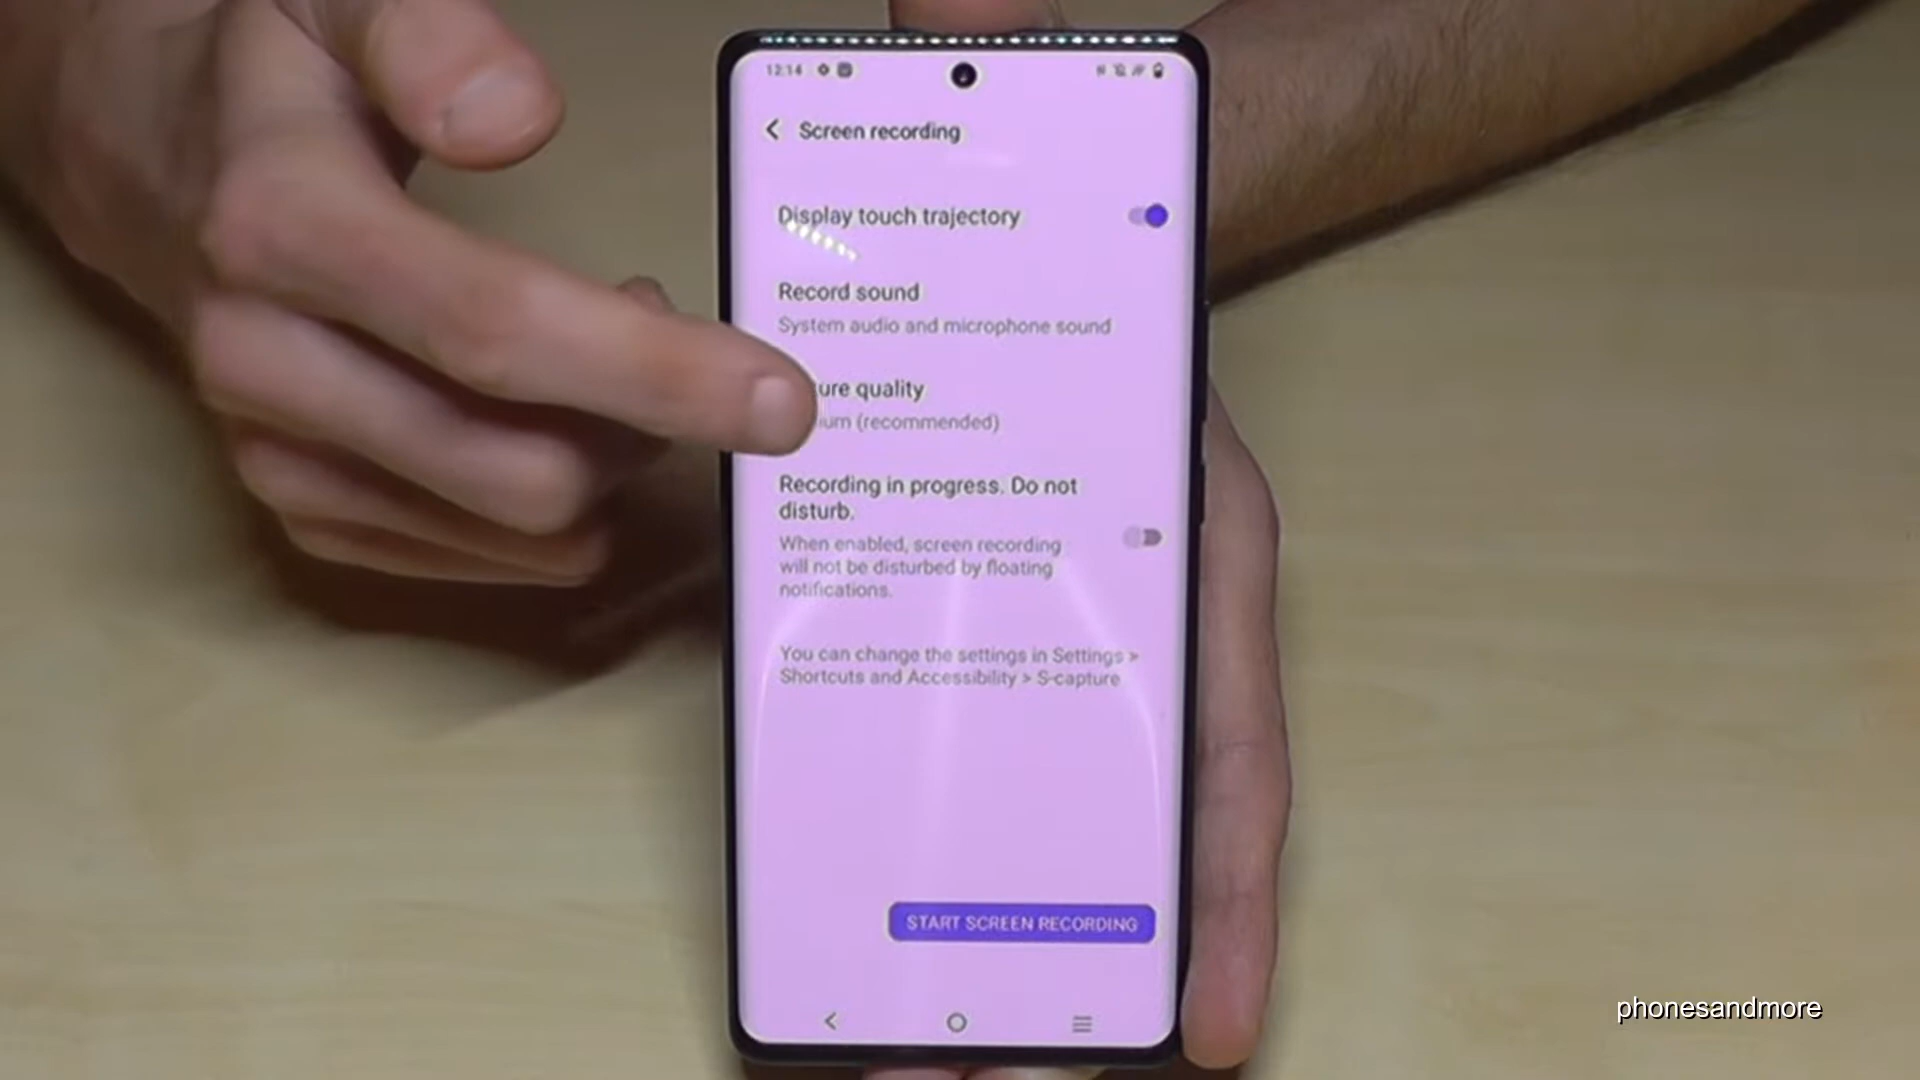 12:14
Screen recording
Display touch trajectory
Record sound
System audio and microphone sound
quality
(recommended)
Recording in progress. Do not
disturb.
When enabled, screen recording
will not be disturbed by floating
notifications.
You can change the settings in Settings >
Shortcuts and Accessibility > S-capture
START SCREEN RECORDING
phonesandmore